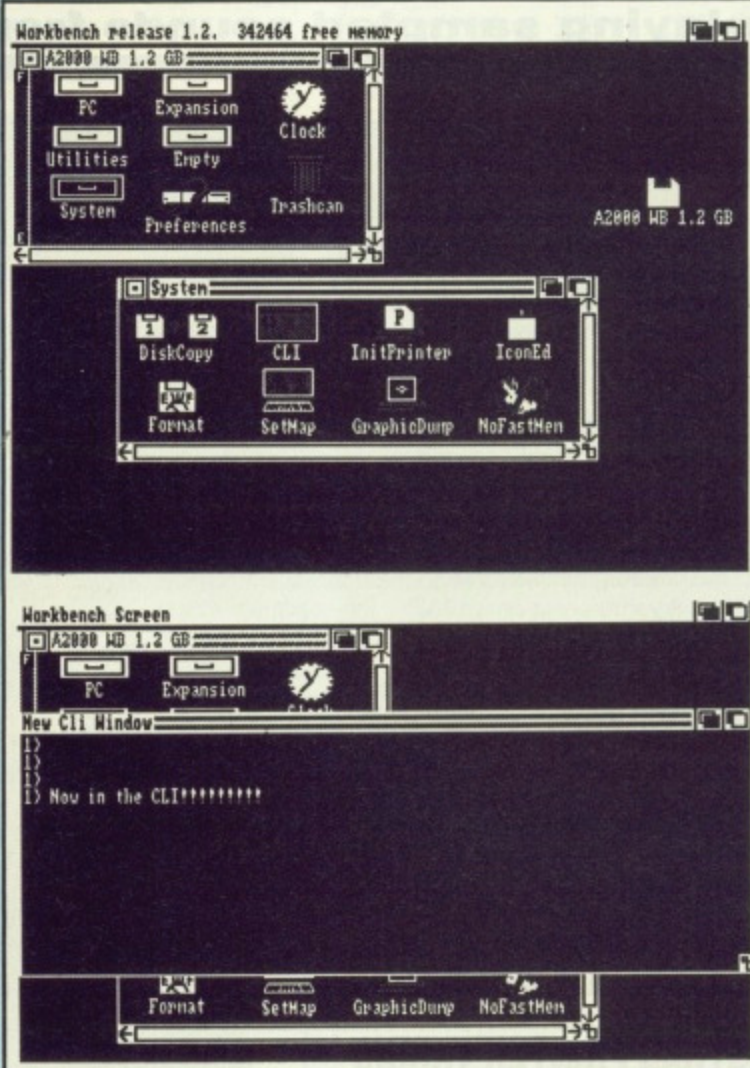 Workbench release 1.2.  342464 free memory
A2000 WB 1.2 GB
PC Expansion Clock
Utilities Empty
System Preferences Trashcan
A2000 WB 1.2 GB
System
DiskCopy CLI InitPrinter IconEd
Format SetMap GraphicDump NoFastMem
Workbench Screen
A2000 WB 1.2 GB
PC Expansion
Clock
New Cli Window
1>
1>
1>
1> Now in the CLI!!!!!!!!!
Format SetMap GraphicDump NoFastMem